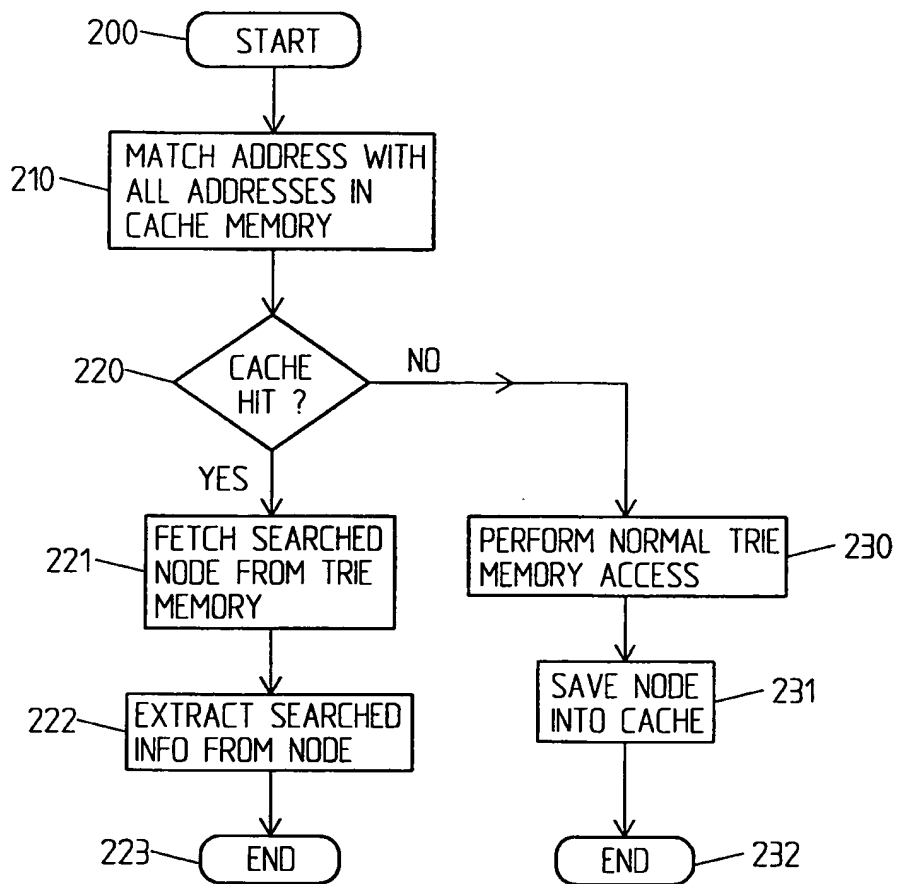 200
START
210
MATCH ADDRESS WITH
ALL ADDRESSES IN
CACHE MEMORY
220
CACHE
HIT ?
NO
YES
221
FETCH SEARCHED
NODE FROM TRIE
MEMORY
PERFORM NORMAL TRIE
MEMORY ACCESS
230
222
EXTRACT SEARCHED
INFO FROM NODE
SAVE NODE
INTO CACHE
231
223
END
END
232